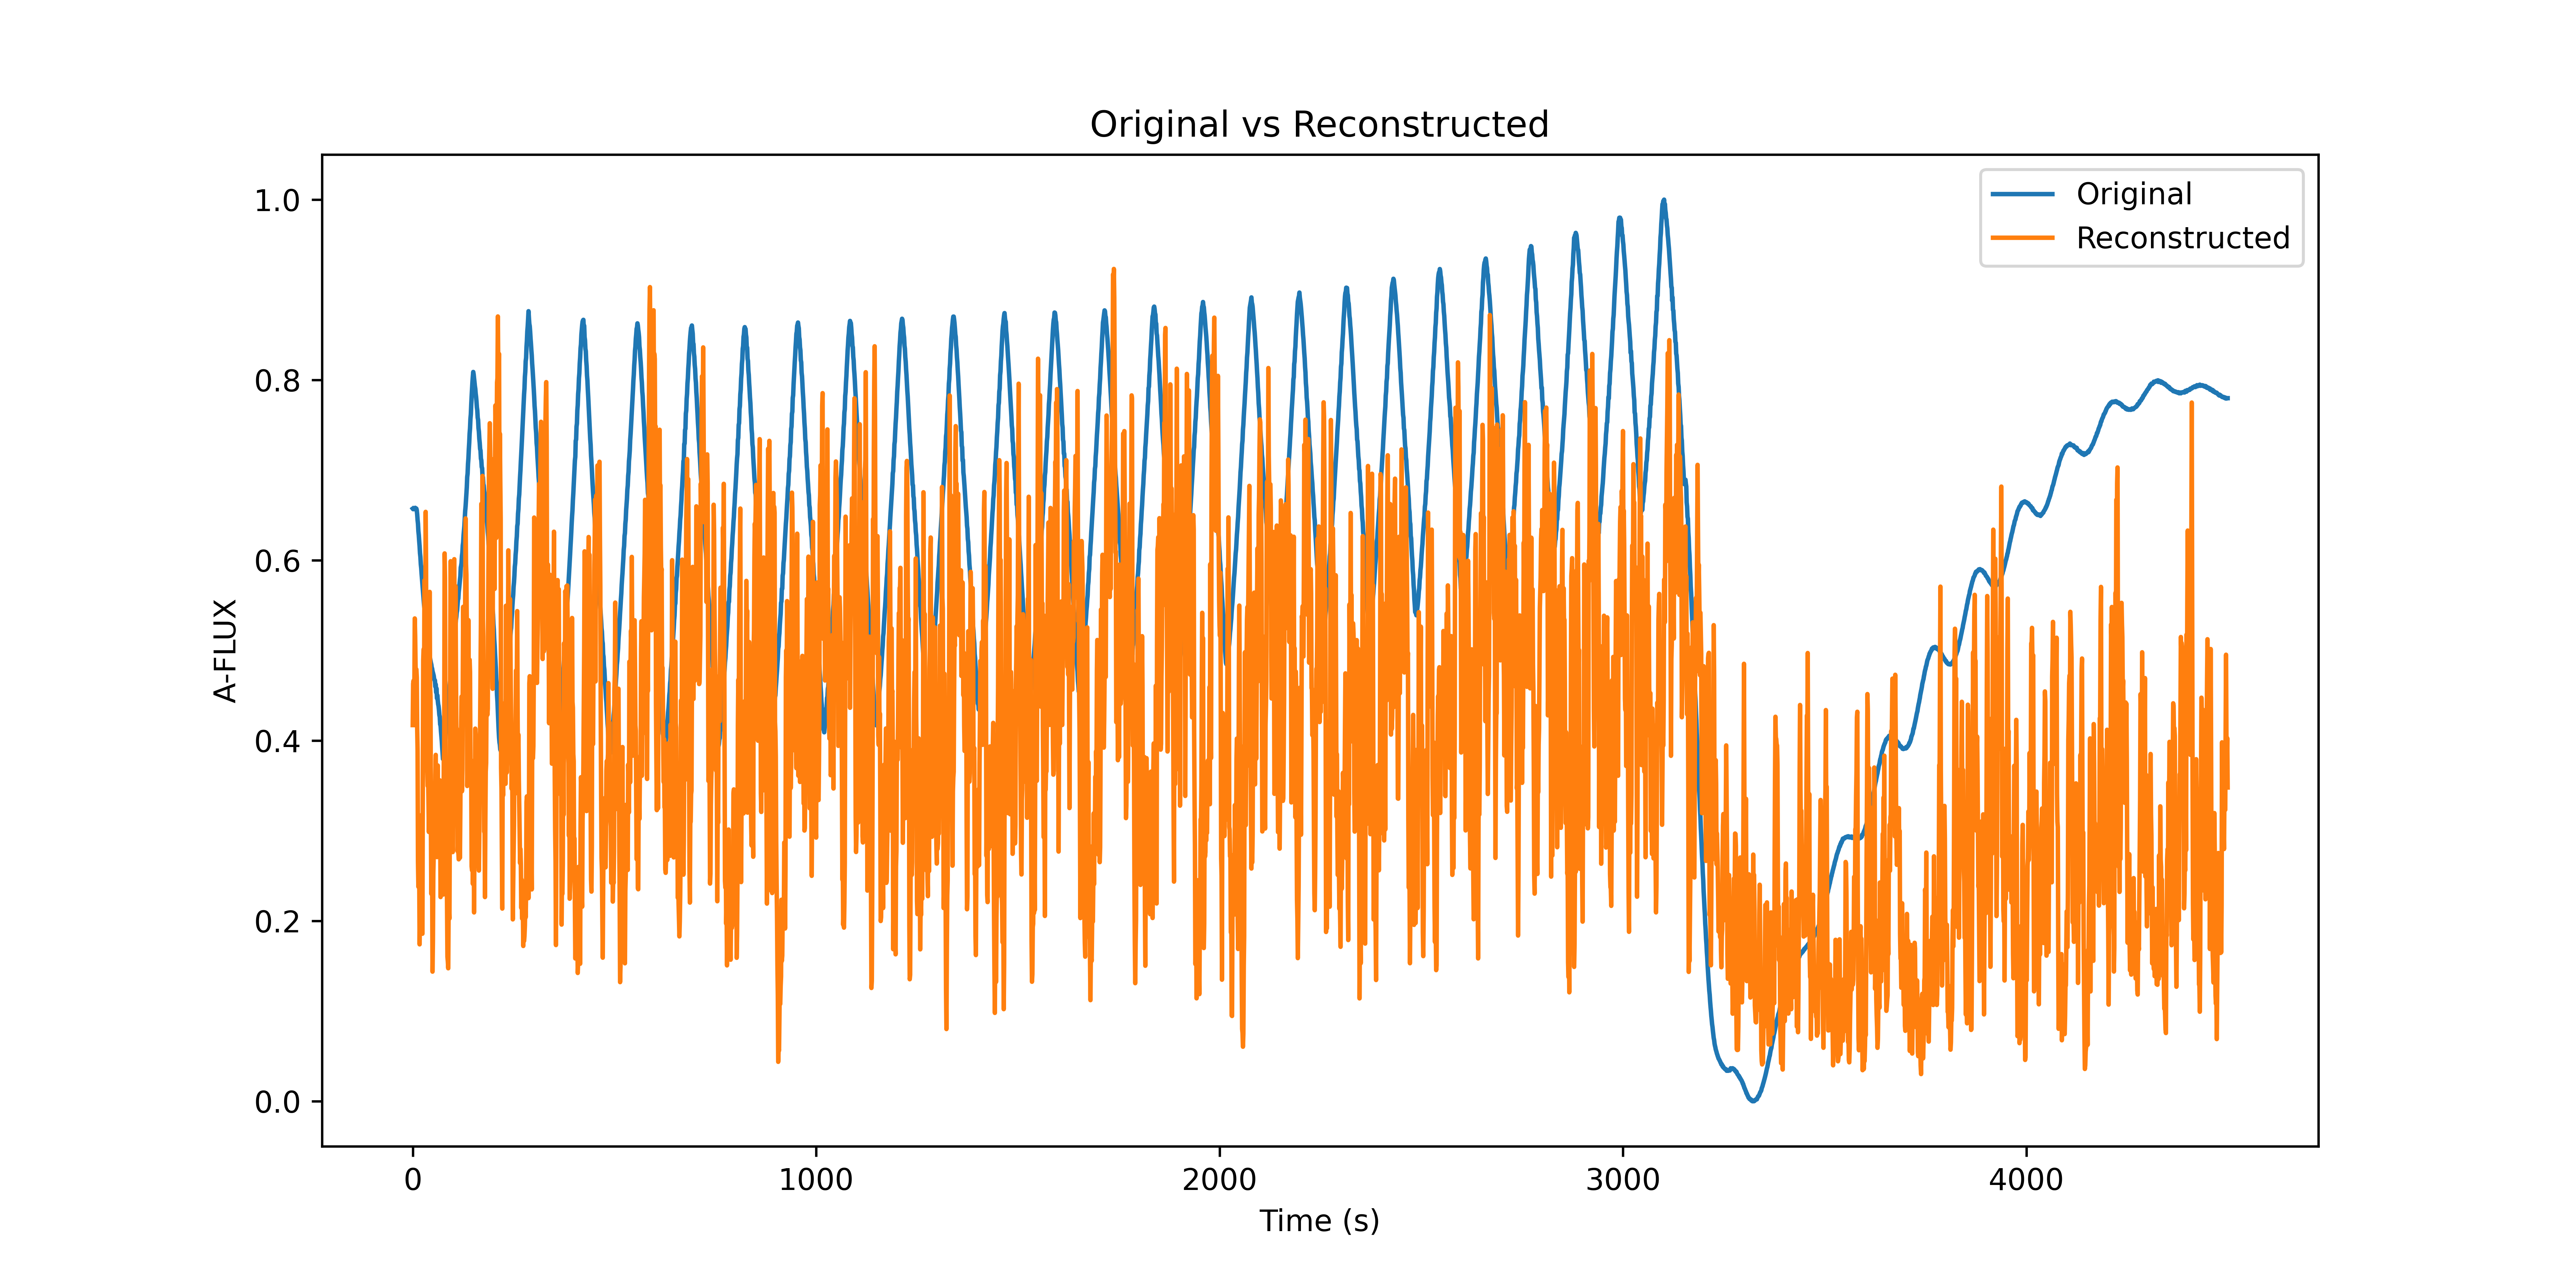 Original vs Reconstructed
Original
Reconstructed
1.0
0.8
0.6
0.4
0.2
0.0
A-FLUX
0 1000 2000 3000 4000
Time (s)